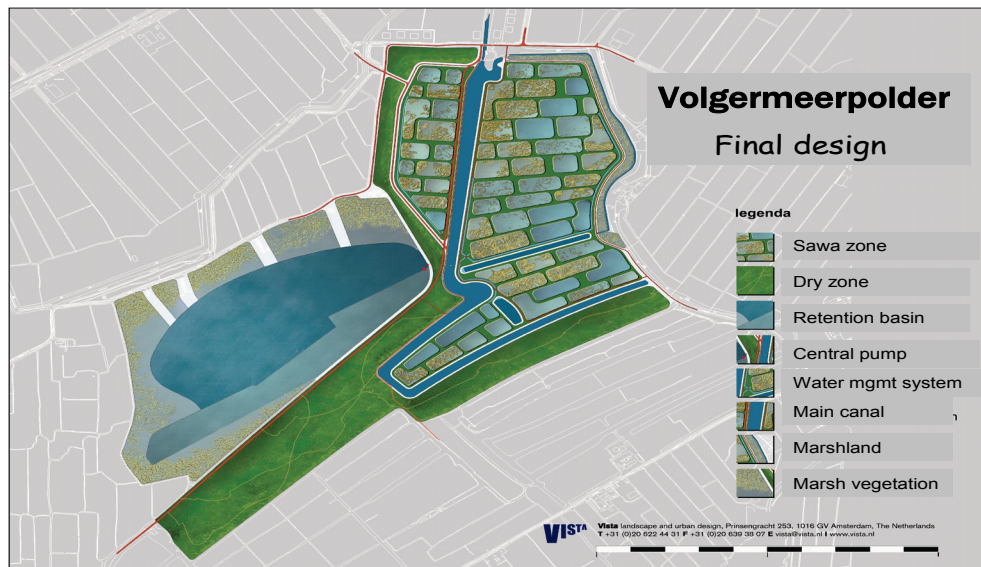 Volgermeerpolder
Final design
legenda
Sawa zone
Dry zone
Retention basin
Central pump
Water mgmt system
Main canal
n
Marshland
Marsh vegetation
VISTA
Vista landscape and urban design, Prinsengracht 253, 1016 GV Amsterdam, The Netherlands
T +31 (0)20 622 44 31 F +31 (0)20 639 38 07 E vista@vista.nl I www.vista.nl